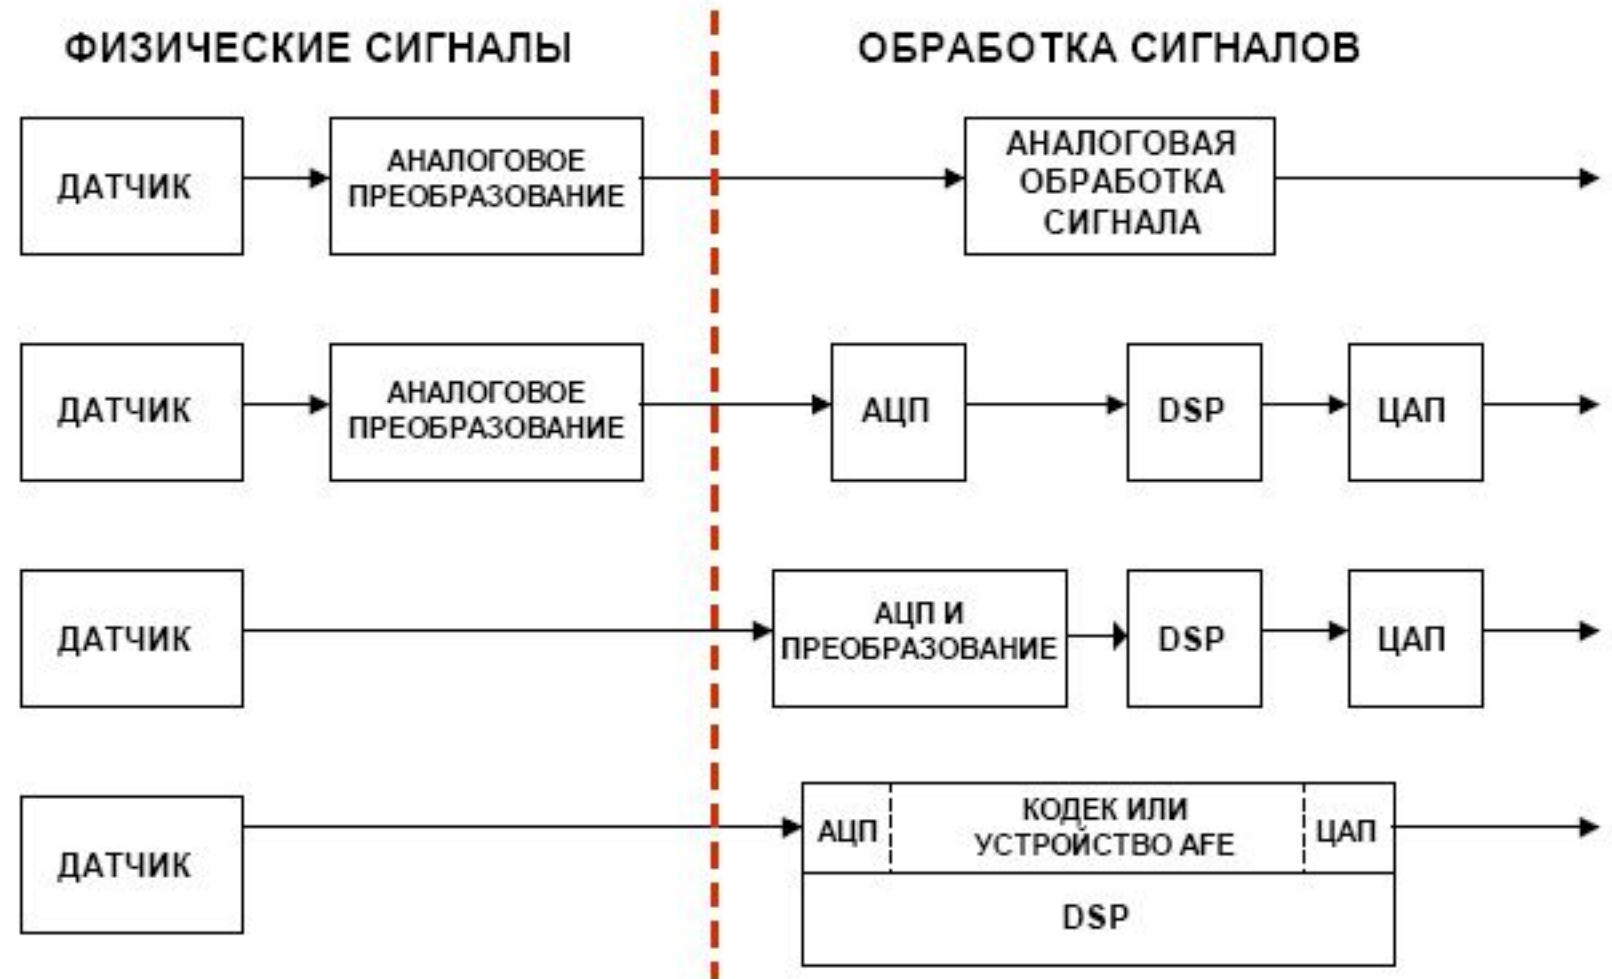 ФИЗИЧЕСКИЕ СИГНАЛЫ
ОБРАБОТКА СИГНАЛОВ
ДАТЧИК
АНАЛОГОВОЕ
ПРЕОБРАЗОВАНИЕ
АНАЛОГОВАЯ
ОБРАБОТКА
СИГНАЛА
ДАТЧИК
АНАЛОГОВОЕ
ПРЕОБРАЗОВАНИЕ
АЦП
DSP
ЦАП
ДАТЧИК
АЦП И
ПРЕОБРАЗОВАНИЕ
DSP
ЦАП
ДАТЧИК
АЦП
КОДЕК ИЛИ
УСТРОЙСТВО AFE
ЦАП
DSP